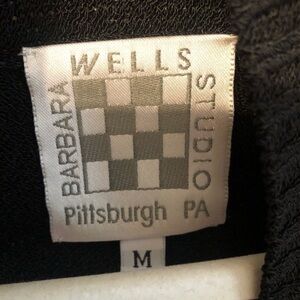 BARBARA
WELLS
STUDIO
Pittsburgh PA
M